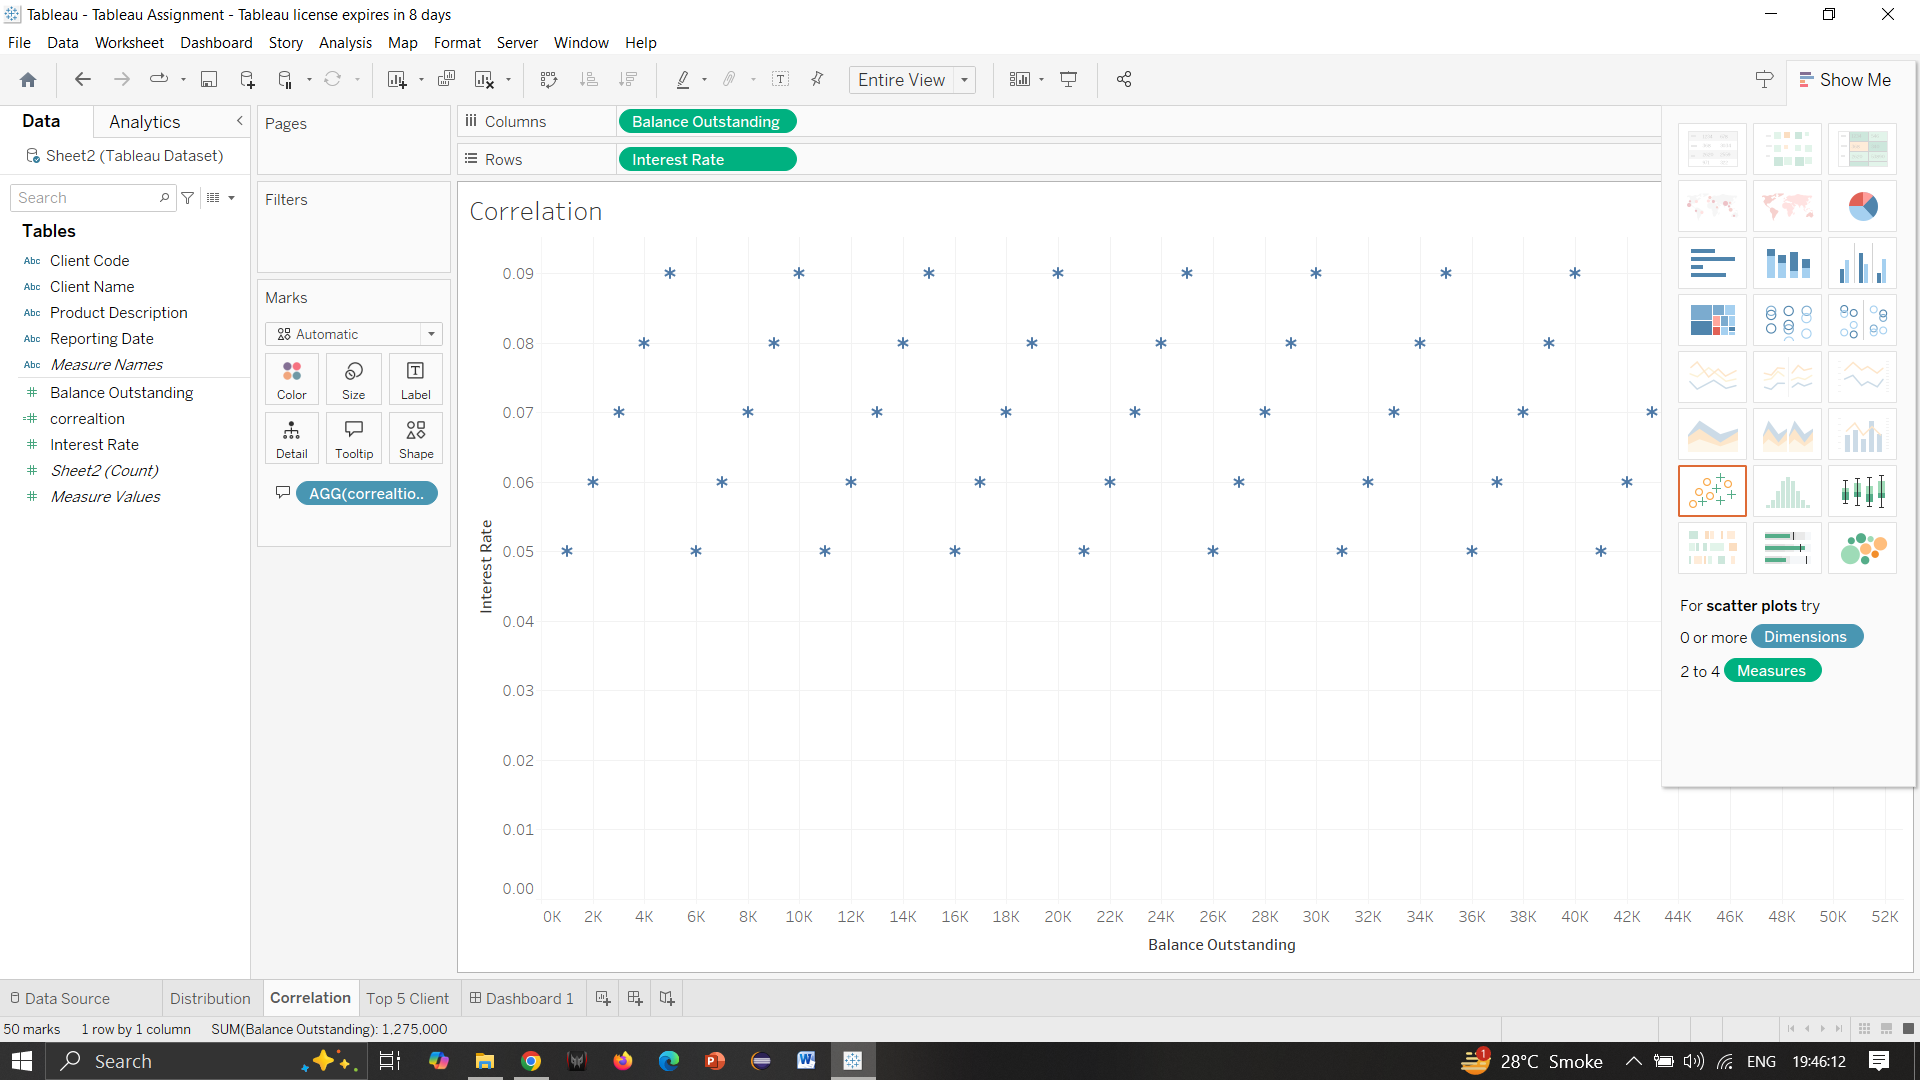 Tableau - Tableau Assignment - Tableau license expires in 8 days
File Data Worksheet Dashboard Story Analysis Map Format Server Window Help
Entire View
Show Me
Data
Analytics
Sheet2 (Tableau Dataset)
Search
Tables
Abc Client Code
Abc Client Name
Abc Product Description
Abc Reporting Date
Abc Measure Names
Balance Outstanding
correaltion
Interest Rate
Sheet2 (Count)
Measure Values
Pages
Filters
Marks
Automatic
Color Size Label
Detail Tooltip Shape
AGG(correaltio..
Columns Balance Outstanding
Rows Interest Rate
Correlation
0.09
0.08
0.07
0.06
0.05
0.04
0.03
0.02
0.01
0.00
Interest Rate
0K 2K 4K 6K 8K 10K 12K 14K 16K 18K 20K 22K 24K 26K 28K 30K 32K 34K 36K 38K 40K 42K 44K 46K 48K 50K 52K
Balance Outstanding
For scatter plots try
0 or more Dimensions
2 to 4 Measures
Data Source Distribution Correlation Top 5 Client Dashboard 1
50 marks 1 row by 1 column SUM(Balance Outstanding): 1,275,000
Search
1
28°C Smoke
ENG
19:46:12